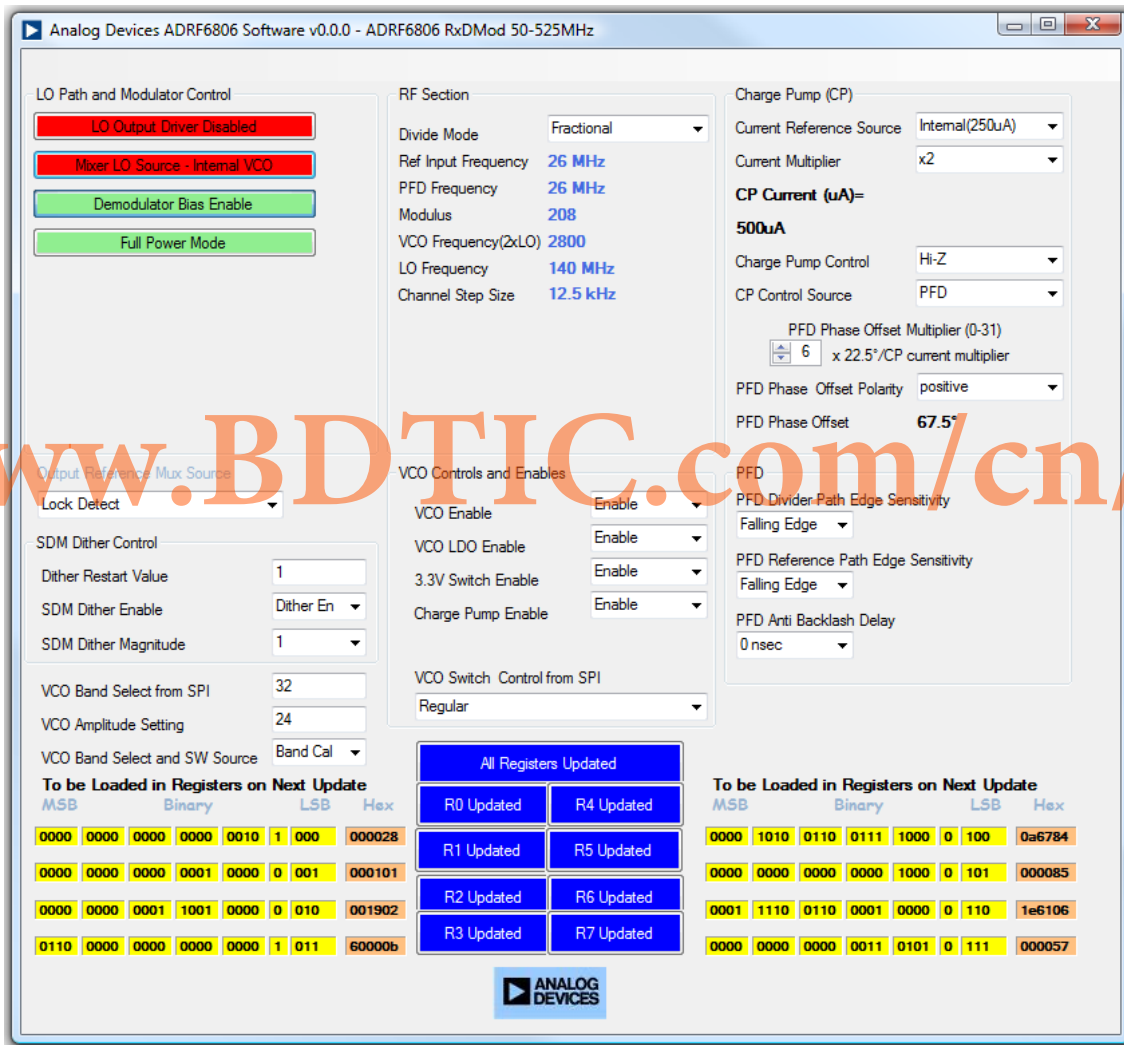 Analog Devices ADRF6806 Software v0.0.0 - ADRF6806 RxDMod 50-525MHz
LO Path and Modulator Control
LO Output Driver Disabled
Mixer LO Source - Internal VCO
Demodulator Bias Enable
Full Power Mode
RF Section
Divide Mode Fractional
Ref Input Frequency 26 MHz
PFD Frequency 26 MHz
Modulus 208
VCO Frequency(2xLO) 2800
LO Frequency 140 MHz
Channel Step Size 12.5 kHz
Charge Pump (CP)
Current Reference Source Internal(250uA)
Current Multiplier x2
CP Current (uA)=
500uA
Charge Pump Control Hi-Z
CP Control Source PFD
PFD Phase Offset Multiplier (0-31)
6 x 22.5°/CP current multiplier
PFD Phase Offset Polarity positive
PFD Phase Offset 67.5°
www.BDTIC.com/cn/
Output Reference Mux Source
Lock Detect
SDM Dither Control
Dither Restart Value 1
SDM Dither Enable Dither En
SDM Dither Magnitude 1
VCO Band Select from SPI 32
VCO Amplitude Setting 24
VCO Band Select and SW Source Band Cal
VCO Controls and Enables
VCO Enable Enable
VCO LDO Enable Enable
3.3V Switch Enable Enable
Charge Pump Enable Enable
VCO Switch Control from SPI
Regular
PFD
PFD Divider Path Edge Sensitivity
Falling Edge
PFD Reference Path Edge Sensitivity
Falling Edge
PFD Anti Backlash Delay
0 nsec
To be Loaded in Registers on Next Update
MSB Binary LSB Hex
0000 0000 0000 0000 0010 1 000 000028
0000 0000 0000 0001 0000 0 001 000101
0000 0000 0001 1001 0000 0 010 001902
0110 0000 0000 0000 0000 1 011 60000b
All Registers Updated
R0 Updated R4 Updated
R1 Updated R5 Updated
R2 Updated R6 Updated
R3 Updated R7 Updated
To be Loaded in Registers on Next Update
MSB Binary LSB Hex
0000 1010 0110 0111 1000 0 100 0a6784
0000 0000 0000 0000 1000 0 101 000085
0001 1110 0110 0001 0000 0 110 1e6106
0000 0000 0000 0011 0101 0 111 000057
ANALOG
DEVICES